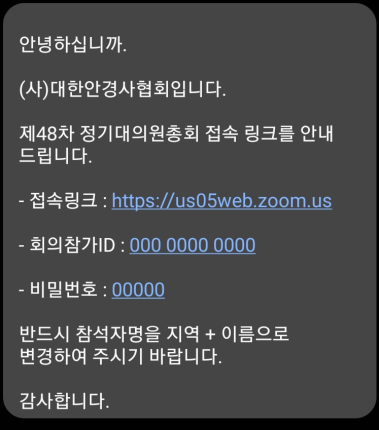 안녕하십니까.
(사)대한안경사협회입니다.
제48차 정기대의원총회 접속 링크를 안내
드립니다.
- 접속링크 : https://us05web.zoom.us
- 회의참가ID : 000 0000 0000
- 비밀번호 : 00000
반드시 참석자명을 지역 + 이름으로
변경하여 주시기 바랍니다.
감사합니다.